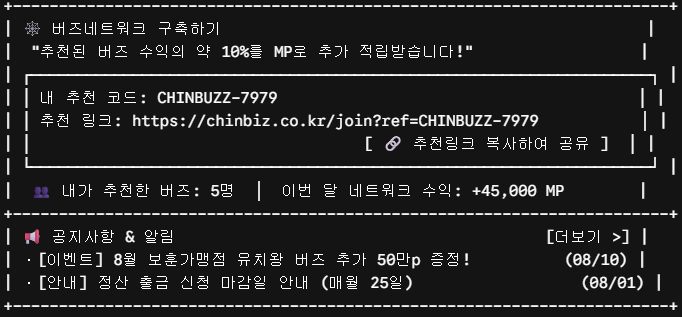 버즈네트워크 구축하기
"추천된 버즈 수익의 약 10%를 MP로 추가 적립받습니다!"
내 추천 코드: CHINBUZZ-7979
추천 링크: https://chinbiz.co.kr/join?ref=CHINBUZZ-7979
[ 🔗 추천링크 복사하여 공유 ]
내가 추천한 버즈: 5명 | 이번 달 네트워크 수익: +45,000 MP
공지사항 & 알림 [더보기 >]
·[이벤트] 8월 보훈가맹점 유치왕 버즈 추가 50만p 증정! (08/10)
·[안내] 정산 출금 신청 마감일 안내 (매월 25일) (08/01)